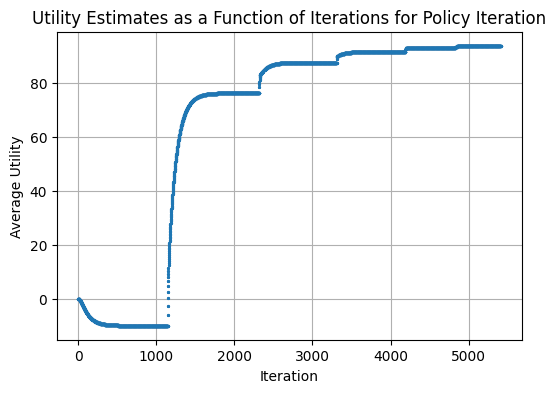 Utility Estimates as a Function of Iterations for Policy Iteration
Average Utility
80
60
40
20
0
0 1000 2000 3000 4000 5000
Iteration